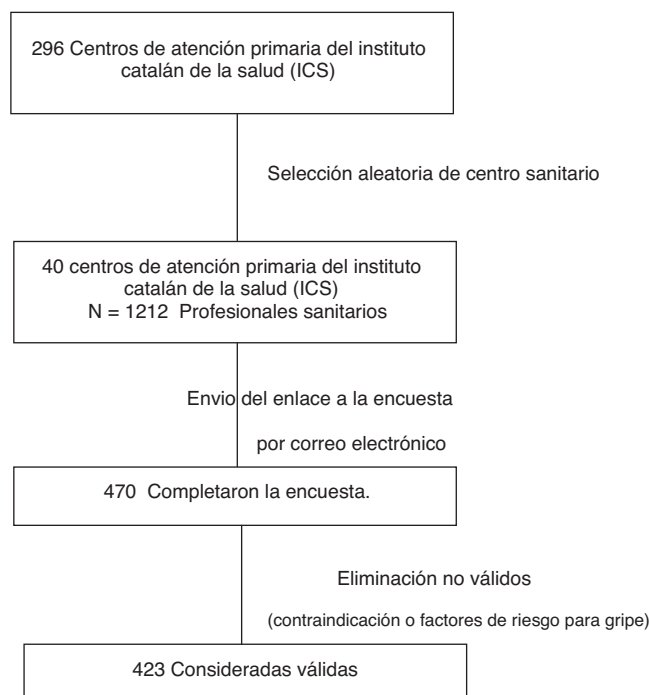 296 Centros de atención primaria del instituto
catalán de la salud (ICS)
Selección aleatoria de centro sanitario
40 centros de atención primaria del instituto
catalán de la salud (ICS)
N = 1212 Profesionales sanitarios
Envio del enlace a la encuesta
por correo electrónico
470 Completaron la encuesta.
Eliminación no válidos
(contraindicación o factores de riesgo para gripe)
423 Consideradas válidas